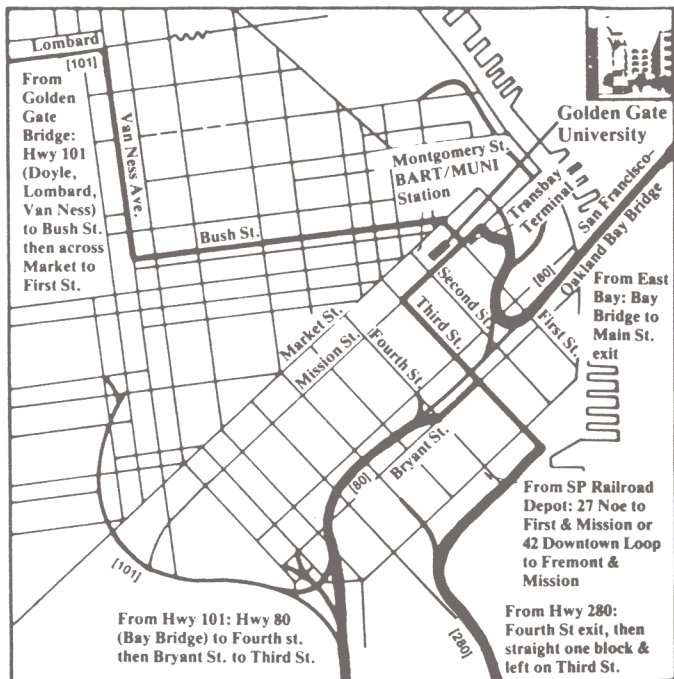 Lombard
[101]
From
Golden
Gate
Bridge:
Hwy 101
(Doyle,
Lombard,
Van Ness)
to Bush St.
then across
Market to
First St.
Van Ness Ave.
Bush St.
Golden Gate
University
Montgomery St.
BART/MUNI
Station
Transbay
Terminal
San Francisco–
Oakland Bay Bridge
[80]
From East
Bay: Bay
Bridge to
Main St.
exit
Market St.
Mission St.
Second St.
Third St.
Fourth St.
First St.
Bryant St.
[80]
[101]
From SP Railroad
Depot: 27 Noe to
First & Mission or
42 Downtown Loop
to Fremont &
Mission
From Hwy 101: Hwy 80
(Bay Bridge) to Fourth st.
then Bryant St. to Third St.
[280]
From Hwy 280:
Fourth St exit, then
straight one block &
left on Third St.